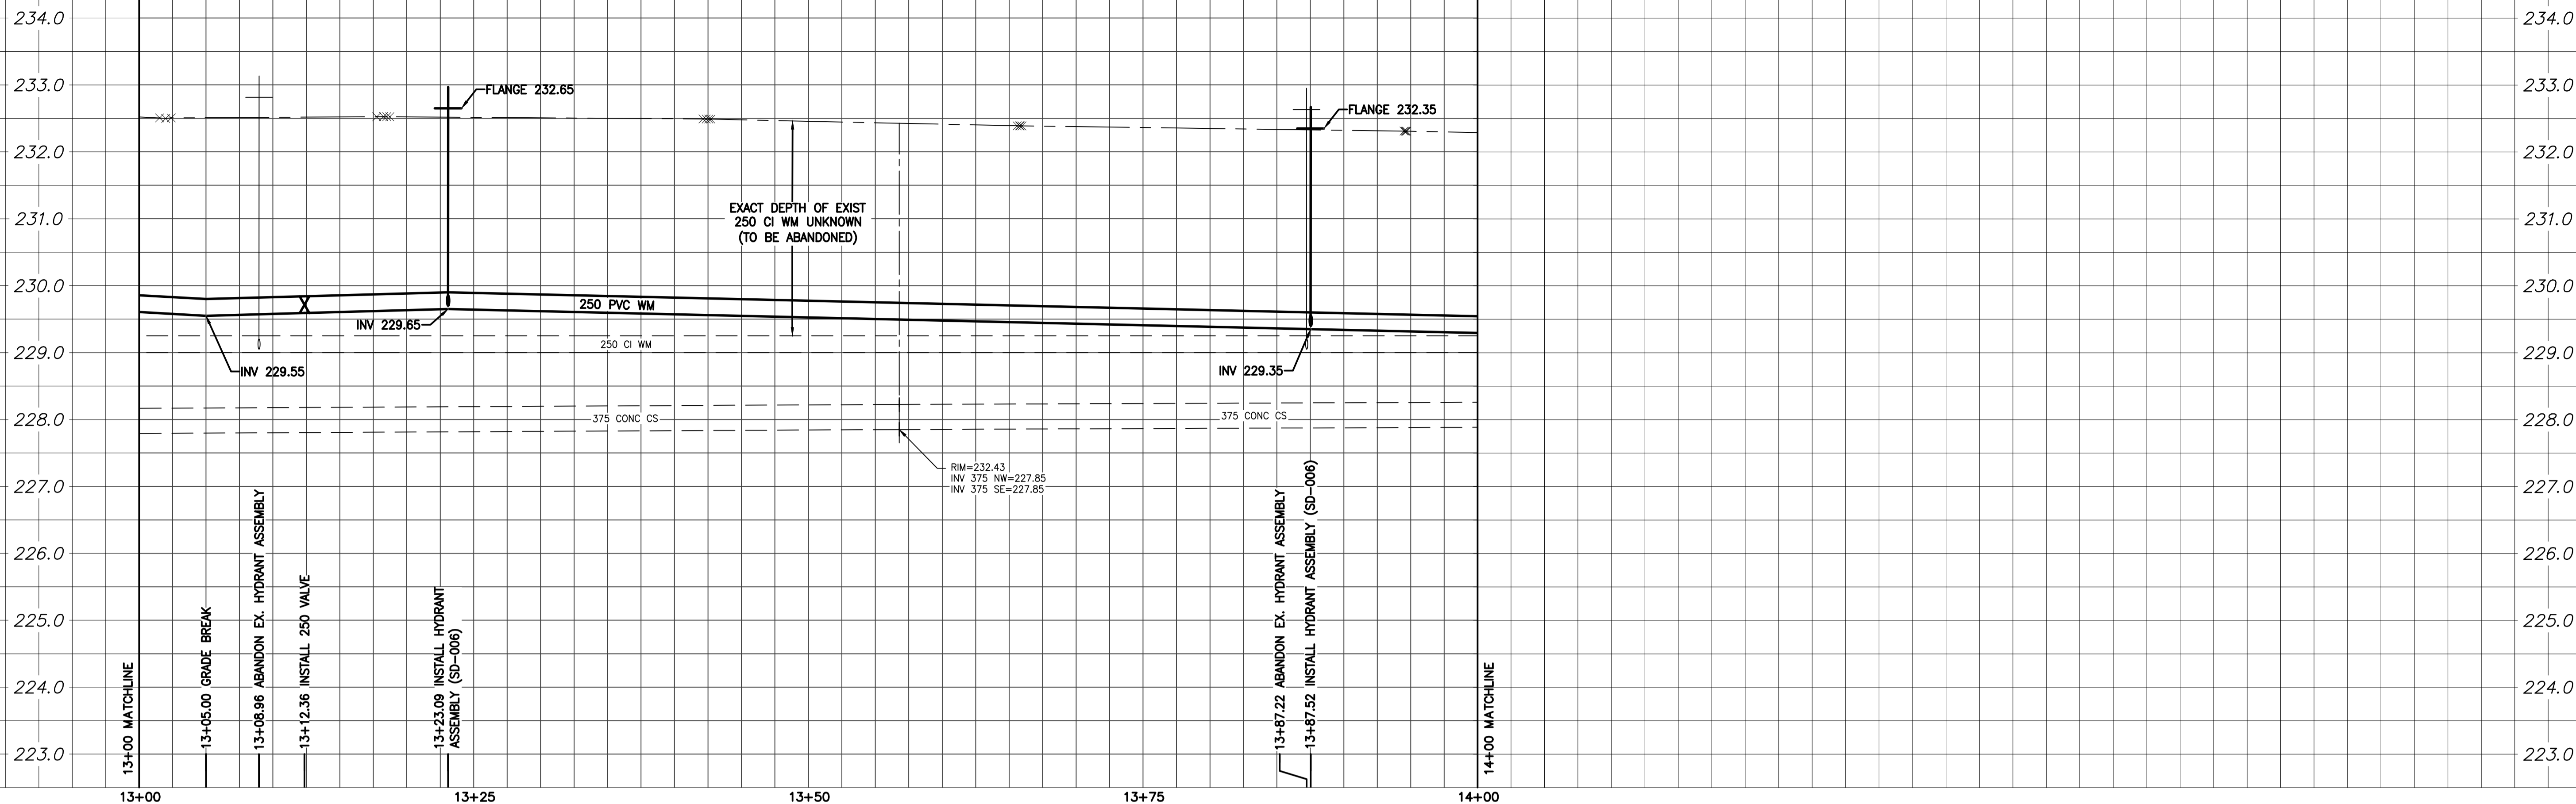 234.0
234.0
233.0
233.0
FLANGE 232.65
FLANGE 232.35
232.0
232.0
EXACT DEPTH OF EXIST
250 CI WM UNKNOWN
(TO BE ABANDONED)
231.0
231.0
230.0
230.0
250 PVC WM
INV 229.65
250 CI WM
229.0
229.0
INV 229.55
INV 229.35
375 CONC CS
375 CONC CS
228.0
228.0
RIM=232.43
INV 375 NW=227.85
INV 375 SE=227.85
227.0
227.0
226.0
226.0
225.0
225.0
224.0
224.0
223.0
223.0
13+00 MATCHLINE
13+05.00 GRADE BREAK
13+08.96 ABANDON EX. HYDRANT ASSEMBLY
13+12.36 INSTALL 250 VALVE
13+23.09 INSTALL HYDRANT
ASSEMBLY (SD-006)
13+87.22 ABANDON EX. HYDRANT ASSEMBLY
13+87.52 INSTALL HYDRANT ASSEMBLY (SD-006)
14+00 MATCHLINE
13+00
13+25
13+50
13+75
14+00